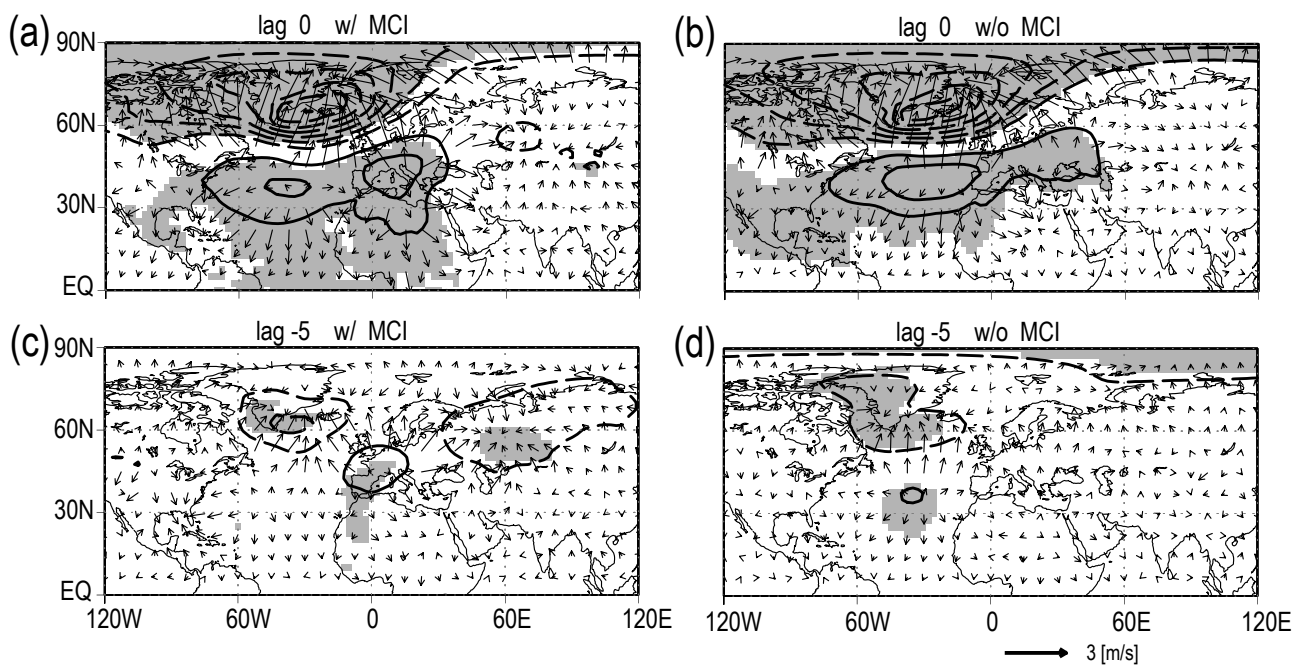 (a) lag 0 w/ MCI
(b) lag 0 w/o MCI
90N
60N
30N
EQ
(c) lag -5 w/ MCI
(d) lag -5 w/o MCI
90N
60N
30N
EQ
120W 60W 0 60E 120E
120W 60W 0 60E 120E
3 [m/s]